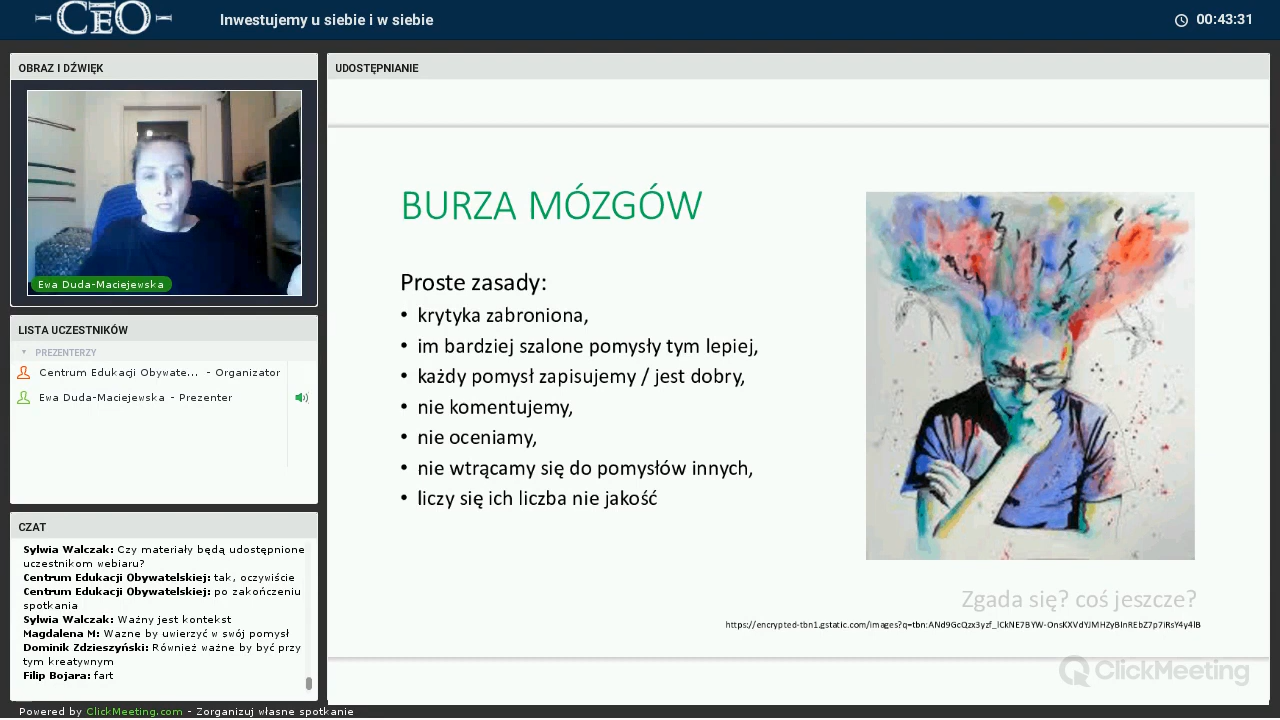 CEO
Inwestujemy u siebie i w siebie
00:43:31
OBRAZ I DŹWIĘK
Ewa Duda-Maciejewska
LISTA UCZESTNIKÓW
PREZENTERZY
Centrum Edukacji Obywate... - Organizator
Ewa Duda-Maciejewska - Prezenter
CZAT
Sylwia Walczak: Czy materiały będą udostępnione
uczestnikom webiaru?
Centrum Edukacji Obywatelskiej: tak, oczywiście
Centrum Edukacji Obywatelskiej: po zakończeniu
spotkania
Sylwia Walczak: Ważny jest kontekst
Magdalena M: Wazne by uwierzyć w swój pomysł
Dominik Zdzieszyński: Również ważne by być przy
tym kreatywnym
Filip Bojara: fart
UDOSTĘPNIANIE
BURZA MÓZGÓW
Proste zasady:
• krytyka zabroniona,
• im bardziej szalone pomysły tym lepiej,
• każdy pomysł zapisujemy / jest dobry,
• nie komentujemy,
• nie oceniamy,
• nie wtrącamy się do pomysłów innych,
• liczy się ich liczba nie jakość
Zgada się? coś jeszcze?
ClickMeeting
Powered by ClickMeeting.com - Zorganizuj własne spotkanie